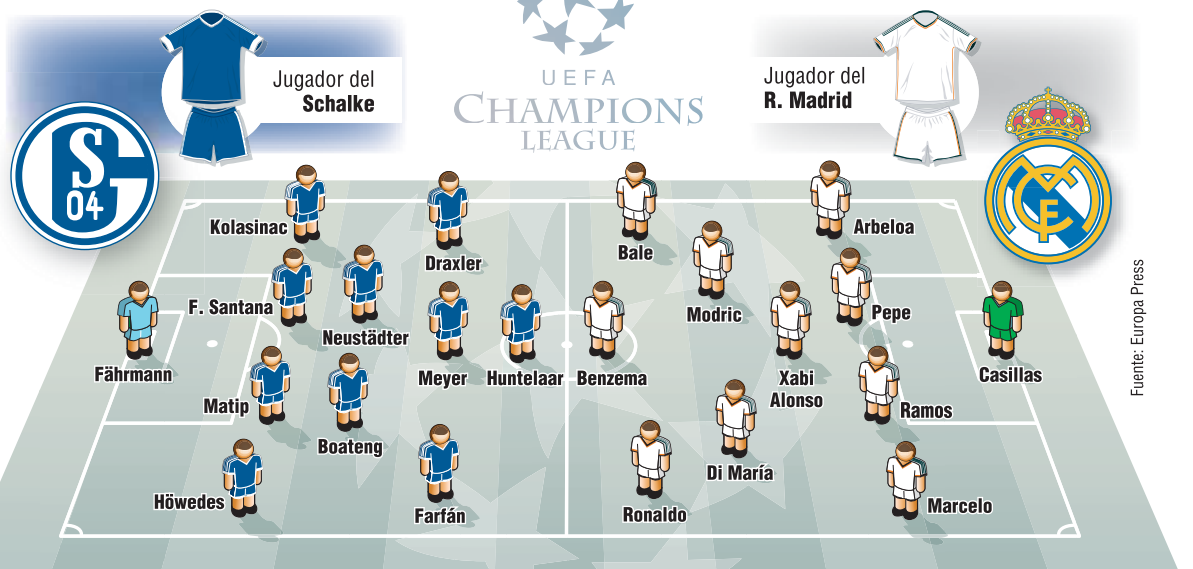 Jugador del
Schalke
UEFA
CHAMPIONS
LEAGUE
Jugador del
R. Madrid
S
04
Kolasinac
Draxler
Bale
Arbeloa
F. Santana
Neustädter
Modric
Pepe
Fährmann
Meyer
Huntelaar
Benzema
Xabi
Alonso
Casillas
Matip
Boateng
Ramos
Höwedes
Farfán
Ronaldo
Di María
Marcelo
Fuente: Europa Press